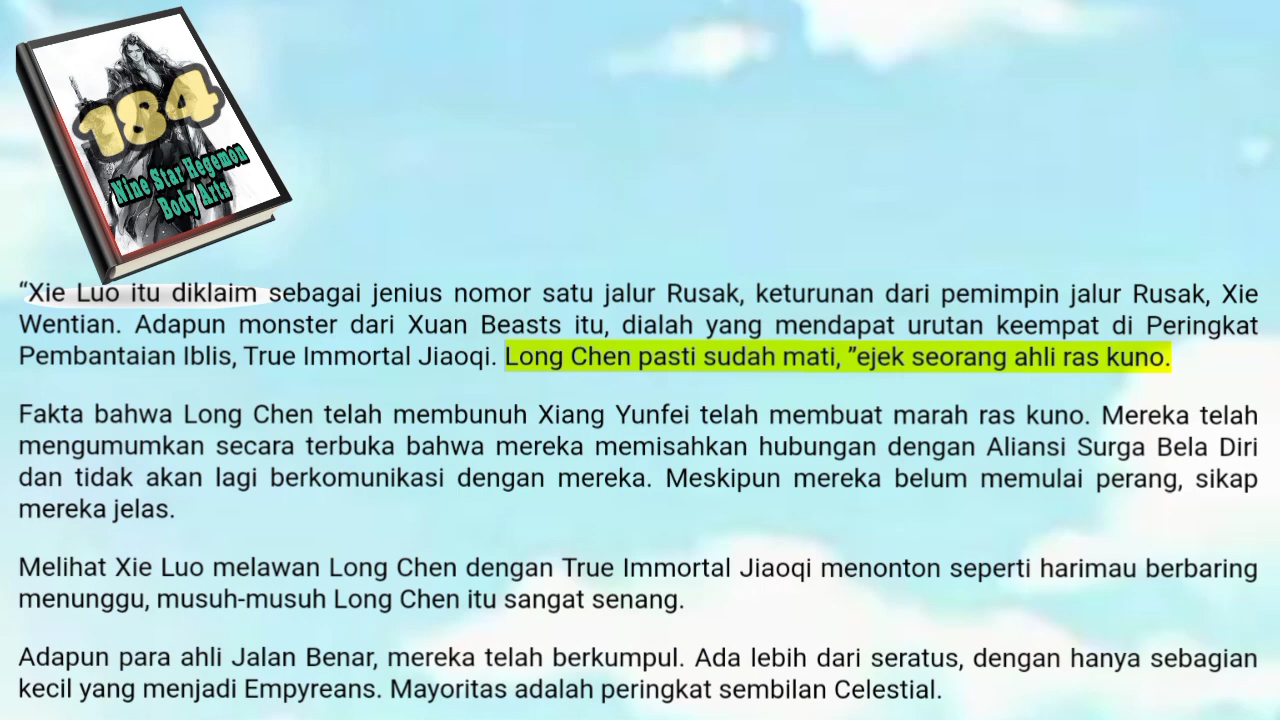 184
Nine Star Hegemon
Body Arts
“Xie Luo itu diklaim sebagai jenius nomor satu jalur Rusak, keturunan dari pemimpin jalur Rusak, Xie
Wentian. Adapun monster dari Xuan Beasts itu, dialah yang mendapat urutan keempat di Peringkat
Pembantaian Iblis, True Immortal Jiaoqi. Long Chen pasti sudah mati, ”ejek seorang ahli ras kuno.
Fakta bahwa Long Chen telah membunuh Xiang Yunfei telah membuat marah ras kuno. Mereka telah
mengumumkan secara terbuka bahwa mereka memisahkan hubungan dengan Aliansi Surga Bela Diri
dan tidak akan lagi berkomunikasi dengan mereka. Meskipun mereka belum memulai perang, sikap
mereka jelas.
Melihat Xie Luo melawan Long Chen dengan True Immortal Jiaoqi menonton seperti harimau berbaring
menunggu, musuh-musuh Long Chen itu sangat senang.
Adapun para ahli Jalan Benar, mereka telah berkumpul. Ada lebih dari seratus, dengan hanya sebagian
kecil yang menjadi Empyreans. Mayoritas adalah peringkat sembilan Celestial.